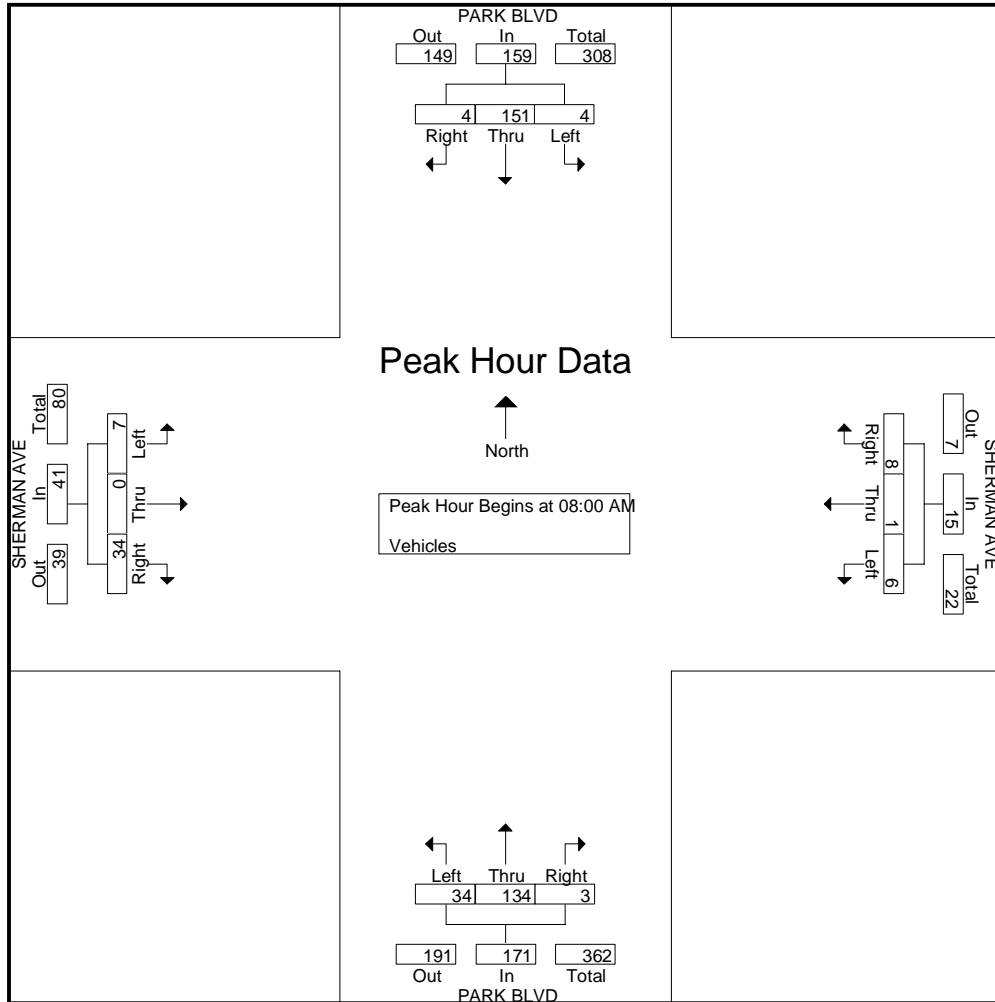 PARK BLVD
Out In Total
149 159 308
4 151 4
Right Thru Left
Peak Hour Data
North
Peak Hour Begins at 08:00 AM
Vehicles
SHERMAN AVE
Total In Out
80 41 39
7 0 34
Left Thru Right
SHERMAN AVE
Out In Total
7 15 22
8 1 6
Right Thru Left
Left Thru Right
34 134 3
191 171 362
Out In Total
PARK BLVD